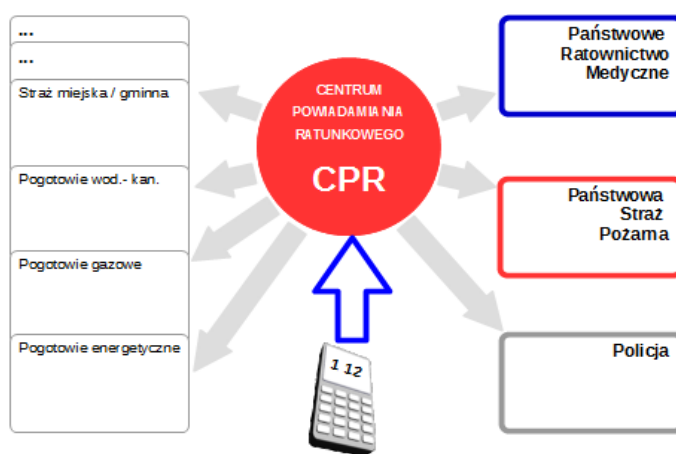 ...
...
Straż miejska / gminna
Pogotowie wod.- kan.
Pogotowie gazowe
Pogotowie energetyczne
CENTRUM
POWIADAMIANIA
RATUNKOWEGO
CPR
1 12
Państwowe
Ratownictwo
Medyczne
Państwowa
Straż
Pożarna
Policja